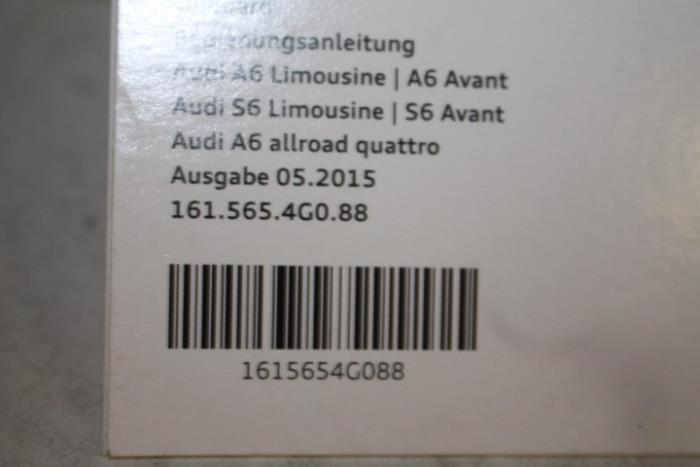 Bedienungsanleitung
Audi A6 Limousine | A6 Avant
Audi S6 Limousine | S6 Avant
Audi A6 allroad quattro
Ausgabe 05.2015
161.565.4G0.88
1615654G088